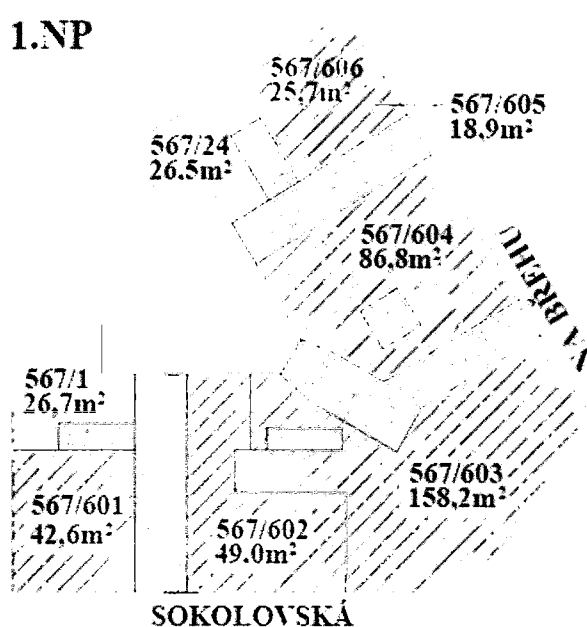 1.NP
567/606
25,7m²
567/605
18,9m²
567/24
26,5m²
567/604
86,8m²
NA BŘEHU
567/1
26,7m²
567/601
42,6m²
567/602
49,0m²
567/603
158,2m²
SOKOLOVSKÁ